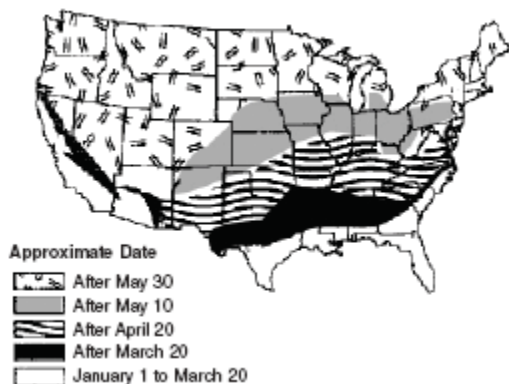 Approximate Date
After May 30
After May 10
After April 20
After March 20
January 1 to March 20